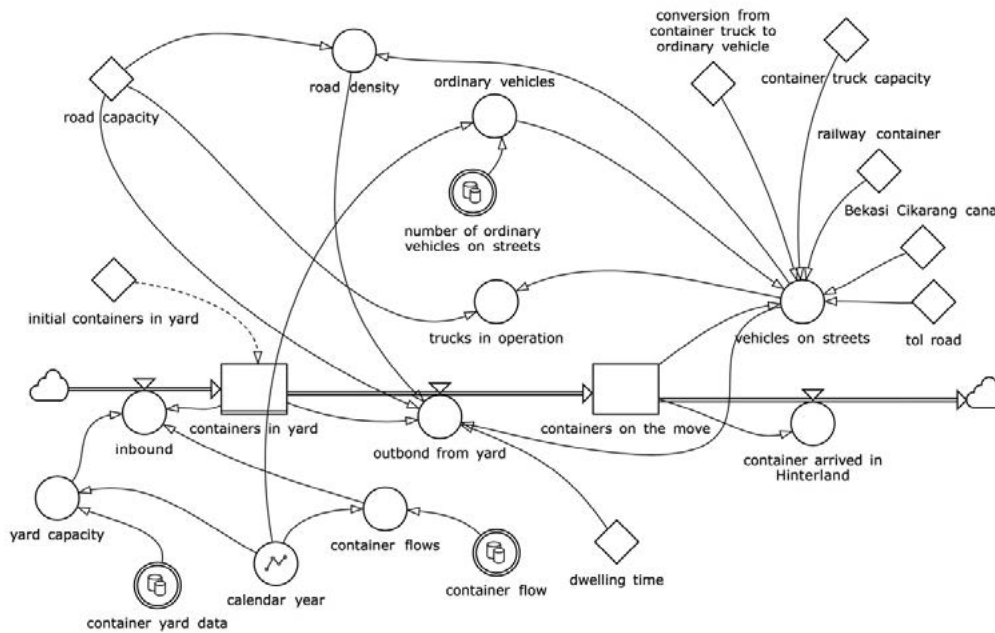 conversion from
container truck to
ordinary vehicle
container truck capacity
road density
ordinary vehicles
road capacity
railway container
Bekasi Cikarang cana
number of ordinary
vehicles on streets
initial containers in yard
trucks in operation
vehicles on streets
tol road
containers in yard
containers on the move
inbound
outbond from yard
container arrived in
Hinterland
yard capacity
container flows
dwelling time
container yard data
calendar year
container flow